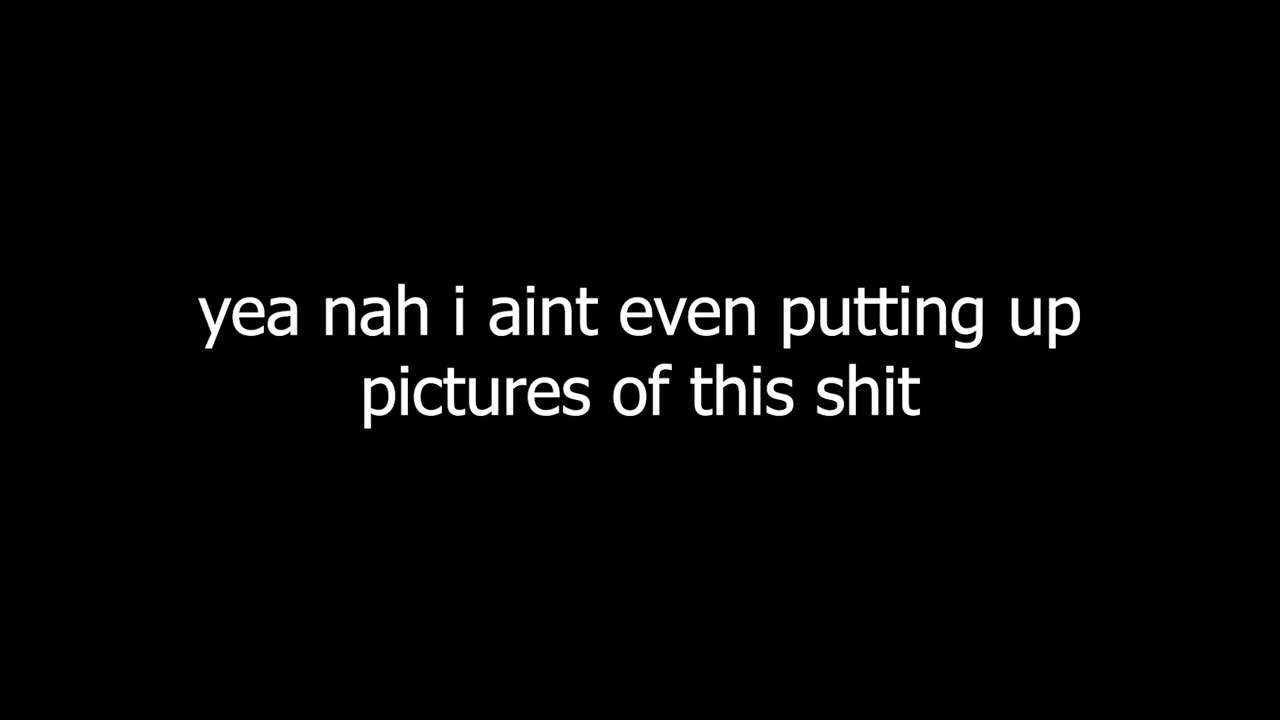 yea nah i aint even putting up
pictures of this shit